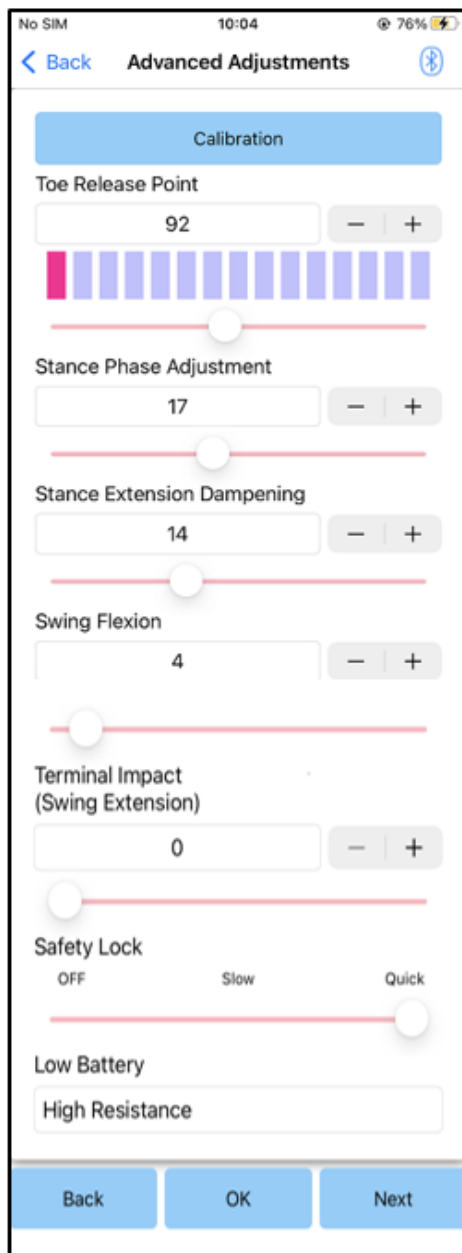 No SIM 10:04 76%
Back Advanced Adjustments
Calibration
Toe Release Point
92 − +
Stance Phase Adjustment
17 − +
Stance Extension Dampening
14 − +
Swing Flexion
4 − +
Terminal Impact
(Swing Extension)
0 − +
Safety Lock
OFF Slow Quick
Low Battery
High Resistance
Back OK Next